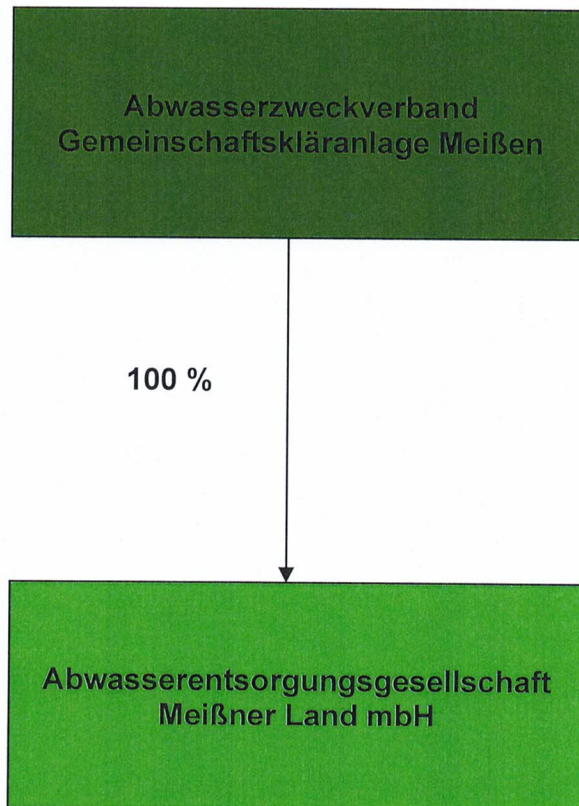 Abwasserzweckverband
Gemeinschaftskläranlage Meißen
100 %
Abwasserentsorgungsgesellschaft
Meißner Land mbH